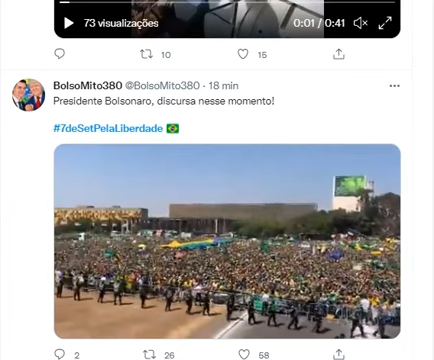 73 visualizações
0:01 / 0:41
10
15
BolsoMito380 @BolsoMito380 · 18 min
Presidente Bolsonaro, discursa nesse momento!
#7deSetPelaLiberdade
2
26
58